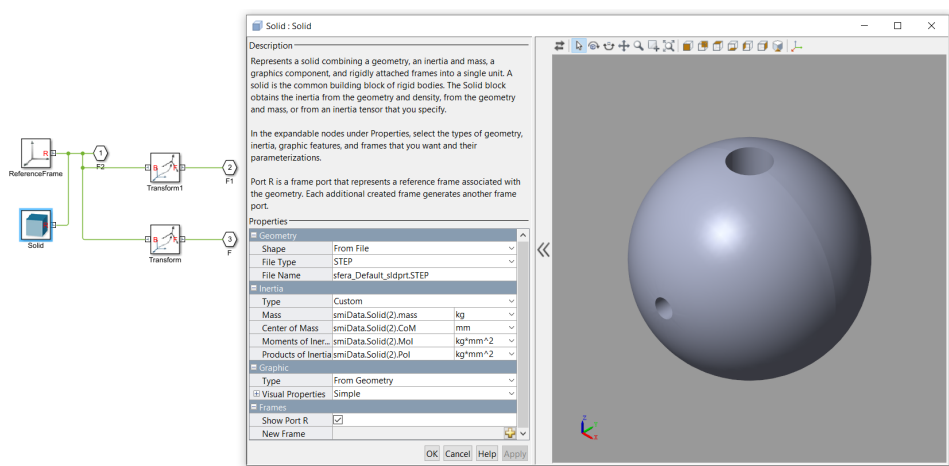 Solid : Solid
Description
Represents a solid combining a geometry, an inertia and mass, a
graphics component, and rigidly attached frames into a single unit. A
solid is the common building block of rigid bodies. The Solid block
obtains the inertia from the geometry and density, from the geometry
and mass, or from an inertia tensor that you specify.
In the expandable nodes under Properties, select the types of geometry,
inertia, graphic features, and frames that you want and their
parameterizations.
Port R is a frame port that represents a reference frame associated with
the geometry. Each additional created frame generates another frame
port.
Properties
Geometry
Shape From File
File Type STEP
File Name sfera_Default_sldprt.STEP
Inertia
Type Custom
Mass smiData.Solid(2).mass kg
Center of Mass smiData.Solid(2).CoM mm
Moments of Iner... smiData.Solid(2).MoI kg*mm^2
Products of Inertia smiData.Solid(2).PoI kg*mm^2
Graphic
Type From Geometry
Visual Properties Simple
Frames
Show Port R
New Frame
OK Cancel Help Apply
R
ReferenceFrame
1
F2
B F
Transform1
2
F1
R
Solid
B F
Transform
3
F
z
y
x